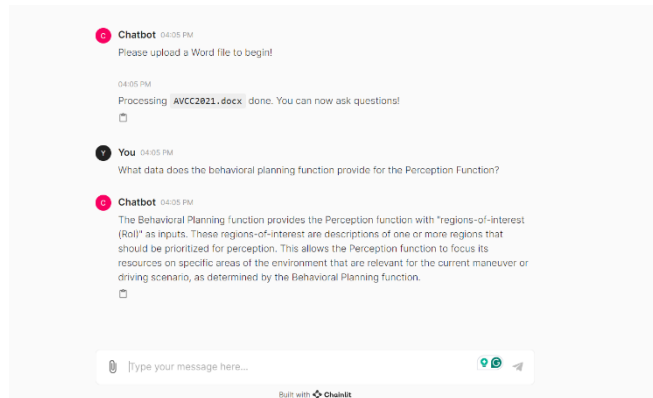 C Chatbot 04:05 PM
Please upload a Word file to begin!
04:05 PM
Processing AVCC2021.docx done. You can now ask questions!
Y You 04:05 PM
What data does the behavioral planning function provide for the Perception Function?
C Chatbot 04:05 PM
The Behavioral Planning function provides the Perception function with "regions-of-interest
(RoI)" as inputs. These regions-of-interest are descriptions of one or more regions that
should be prioritized for perception. This allows the Perception function to focus its
resources on specific areas of the environment that are relevant for the current maneuver or
driving scenario, as determined by the Behavioral Planning function.
Type your message here...
Built with Chainlit